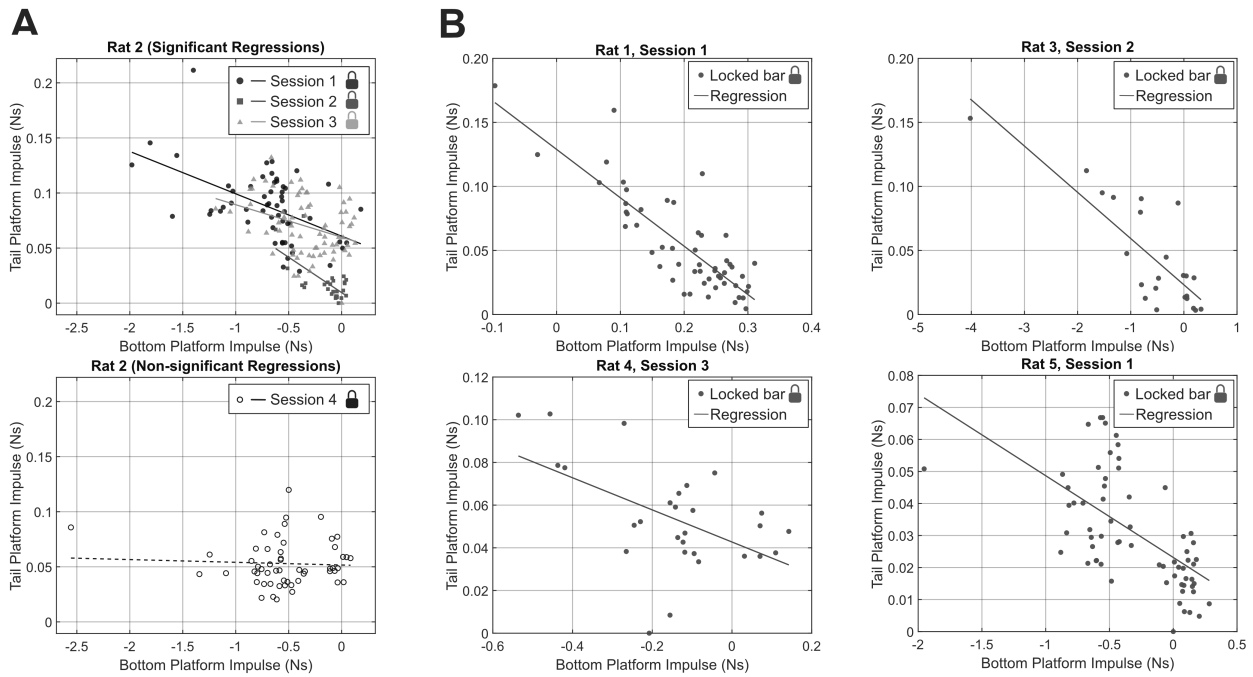 A
Rat 2 (Significant Regressions)
Session 1
Session 2
Session 3
0.2
0.15
0.1
0.05
0
Tail Platform Impulse (Ns)
-2.5 -2 -1.5 -1 -0.5 0
Bottom Platform Impulse (Ns)
Rat 2 (Non-significant Regressions)
Session 4
0.2
0.15
0.1
0.05
0
Tail Platform Impulse (Ns)
-2.5 -2 -1.5 -1 -0.5 0
Bottom Platform Impulse (Ns)
B
Rat 1, Session 1
Locked bar
Regression
0.20
0.15
0.10
0.05
0
Tail Platform Impulse (Ns)
-0.1 0 0.1 0.2 0.3 0.4
Bottom Platform Impulse (Ns)
Rat 3, Session 2
Locked bar
Regression
0.20
0.15
0.10
0.05
0
Tail Platform Impulse (Ns)
-5 -4 -3 -2 -1 0 1
Bottom Platform Impulse (Ns)
Rat 4, Session 3
Locked bar
Regression
0.12
0.10
0.08
0.06
0.04
0.02
0
Tail Platform Impulse (Ns)
-0.6 -0.4 -0.2 0 0.2
Bottom Platform Impulse (Ns)
Rat 5, Session 1
Locked bar
Regression
0.08
0.07
0.06
0.05
0.04
0.03
0.02
0.01
0
Tail Platform Impulse (Ns)
-2 -1.5 -1 -0.5 0 0.5
Bottom Platform Impulse (Ns)